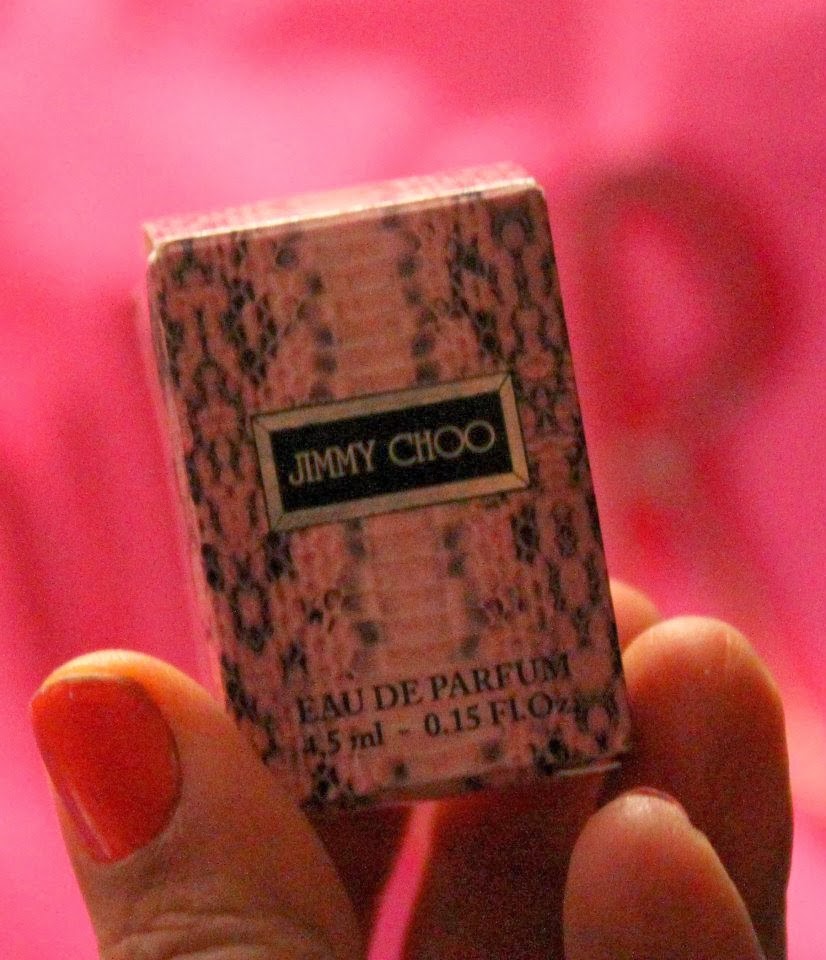 JIMMY CHOO
EAU DE PARFUM
4.5 ml - 0.15 Fl.Oz.